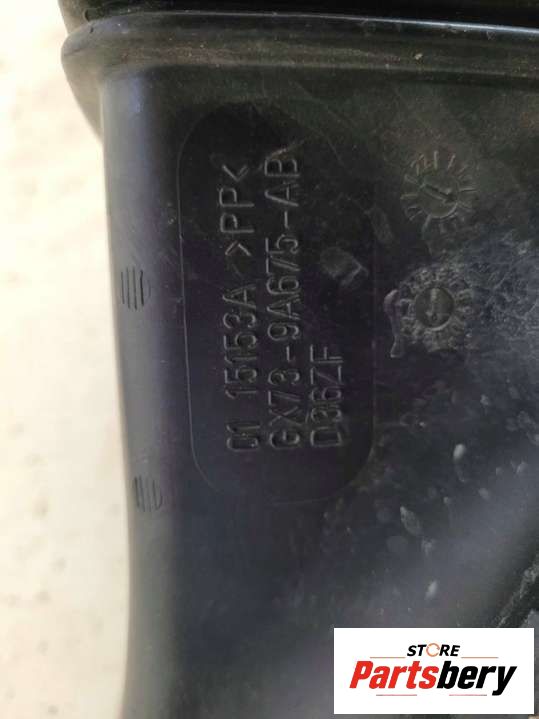 01 15153A >PP<
GX73-9A675-AB
D36ZF
STORE
Partsbery